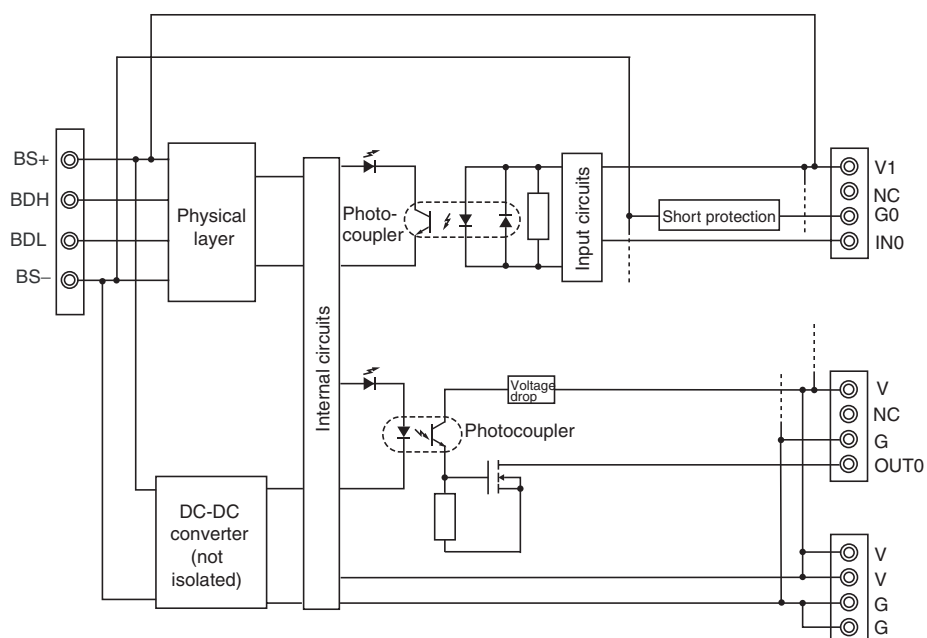 BS+
BDH
BDL
BS−
Physical
layer
Internal circuits
Photo-
coupler
Input circuits
Short protection
V1
NC
G0
IN0
Voltage
drop
Photocoupler
V
NC
G
OUT0
DC-DC
converter
(not
isolated)
V
V
G
G